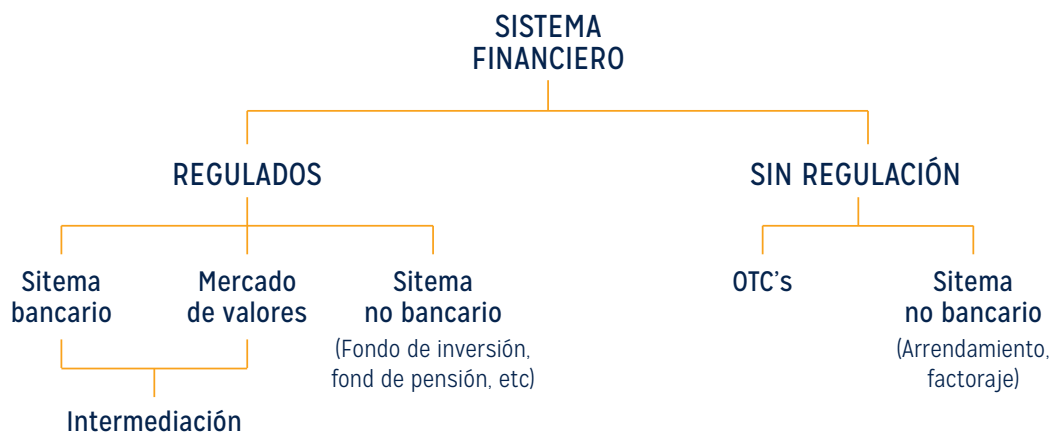 SISTEMA
FINANCIERO
REGULADOS
SIN REGULACIÓN
Sitema
bancario
Mercado
de valores
Sitema
no bancario
(Fondo de inversión,
fond de pensión, etc)
OTC's
Sitema
no bancario
(Arrendamiento,
factoraje)
Intermediación